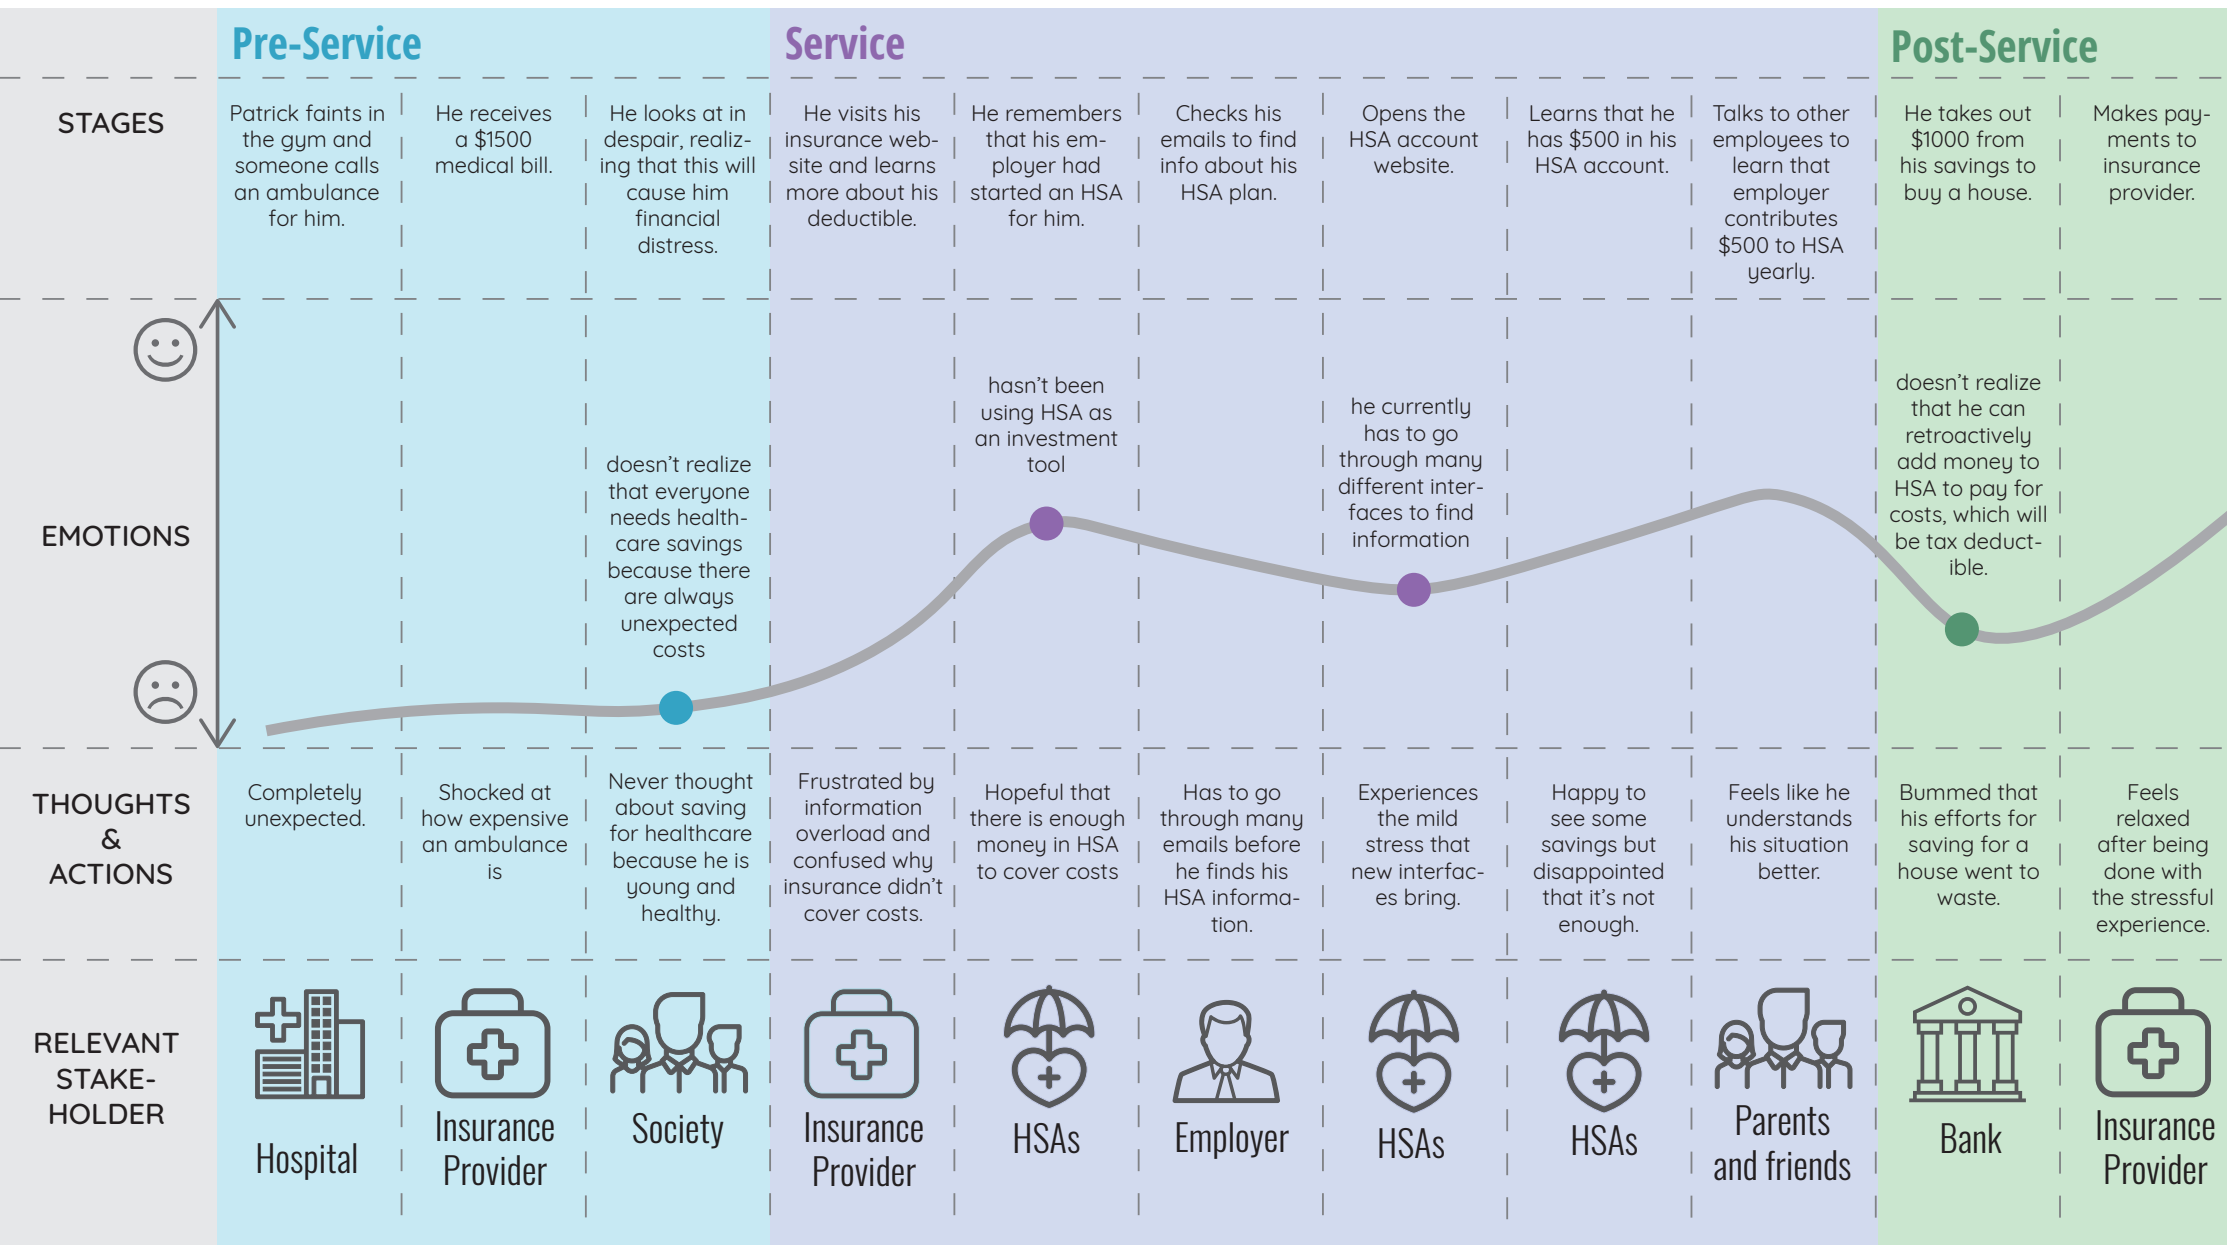 Pre-Service
Service
Post-Service
STAGES
Patrick faints in
the gym and
someone calls
an ambulance
for him.
He receives
a $1500
medical bill.
He looks at in
despair, realiz-
ing that this will
cause him
financial
distress.
He visits his
insurance web-
site and learns
more about his
deductible.
He remembers
that his em-
ployer had
started an HSA
for him.
Checks his
emails to find
info about his
HSA plan.
Opens the
HSA account
website.
Learns that he
has $500 in his
HSA account.
Talks to other
employees to
learn that
employer
contributes
$500 to HSA
yearly.
He takes out
$1000 from
his savings to
buy a house.
Makes pay-
ments to
insurance
provider.
EMOTIONS
doesn't realize
that everyone
needs health-
care savings
because there
are always
unexpected
costs
hasn't been
using HSA as
an investment
tool
he currently
has to go
through many
different inter-
faces to find
information
doesn't realize
that he can
retroactively
add money to
HSA to pay for
costs, which will
be tax deduct-
ible.
THOUGHTS
&
ACTIONS
Completely
unexpected.
Shocked at
how expensive
an ambulance
is
Never thought
about saving
for healthcare
because he is
young and
healthy.
Frustrated by
information
overload and
confused why
insurance didn't
cover costs.
Hopeful that
there is enough
money in HSA
to cover costs
Has to go
through many
emails before
he finds his
HSA informa-
tion.
Experiences
the mild
stress that
new interfac-
es bring.
Happy to
see some
savings but
disappointed
that it's not
enough.
Feels like he
understands
his situation
better.
Bummed that
his efforts for
saving for a
house went to
waste.
Feels
relaxed
after being
done with
the stressful
experience.
RELEVANT
STAKE-
HOLDER
Hospital
Insurance
Provider
Society
Insurance
Provider
HSAs
Employer
HSAs
HSAs
Parents
and friends
Bank
Insurance
Provider